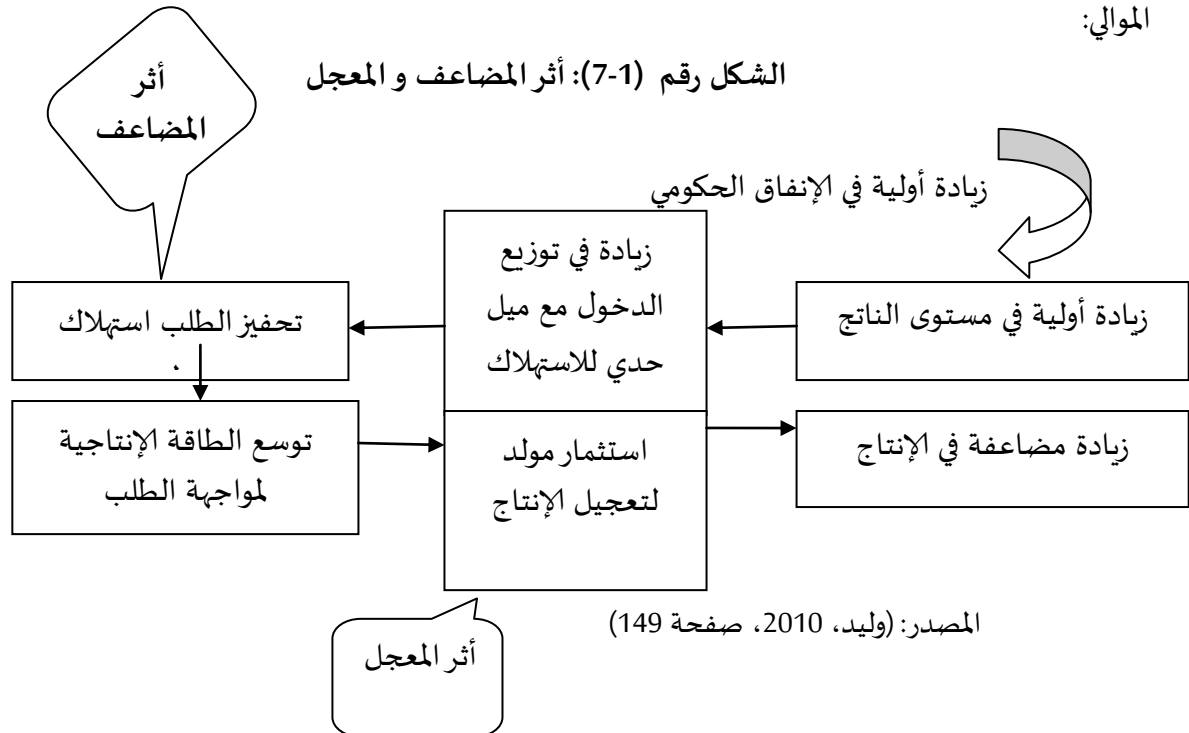 الموالي:
الشكل رقم (7-1): أثر المضاعف و المعجل
أثر
المضاعف
زيادة أولية في الإنفاق الحكومي
زيادة أولية في مستوى الناتج
زيادة في توزيع
الدخول مع ميل
حدي للاستهلاك
تحفيز الطلب استهلاك
.
توسع الطاقة الإنتاجية
لمواجهة الطلب
استثمار مولد
لتعجيل الإنتاج
زيادة مضاعفة في الإنتاج
أثر المعجل
المصدر: (وليد، 2010، صفحة 149)